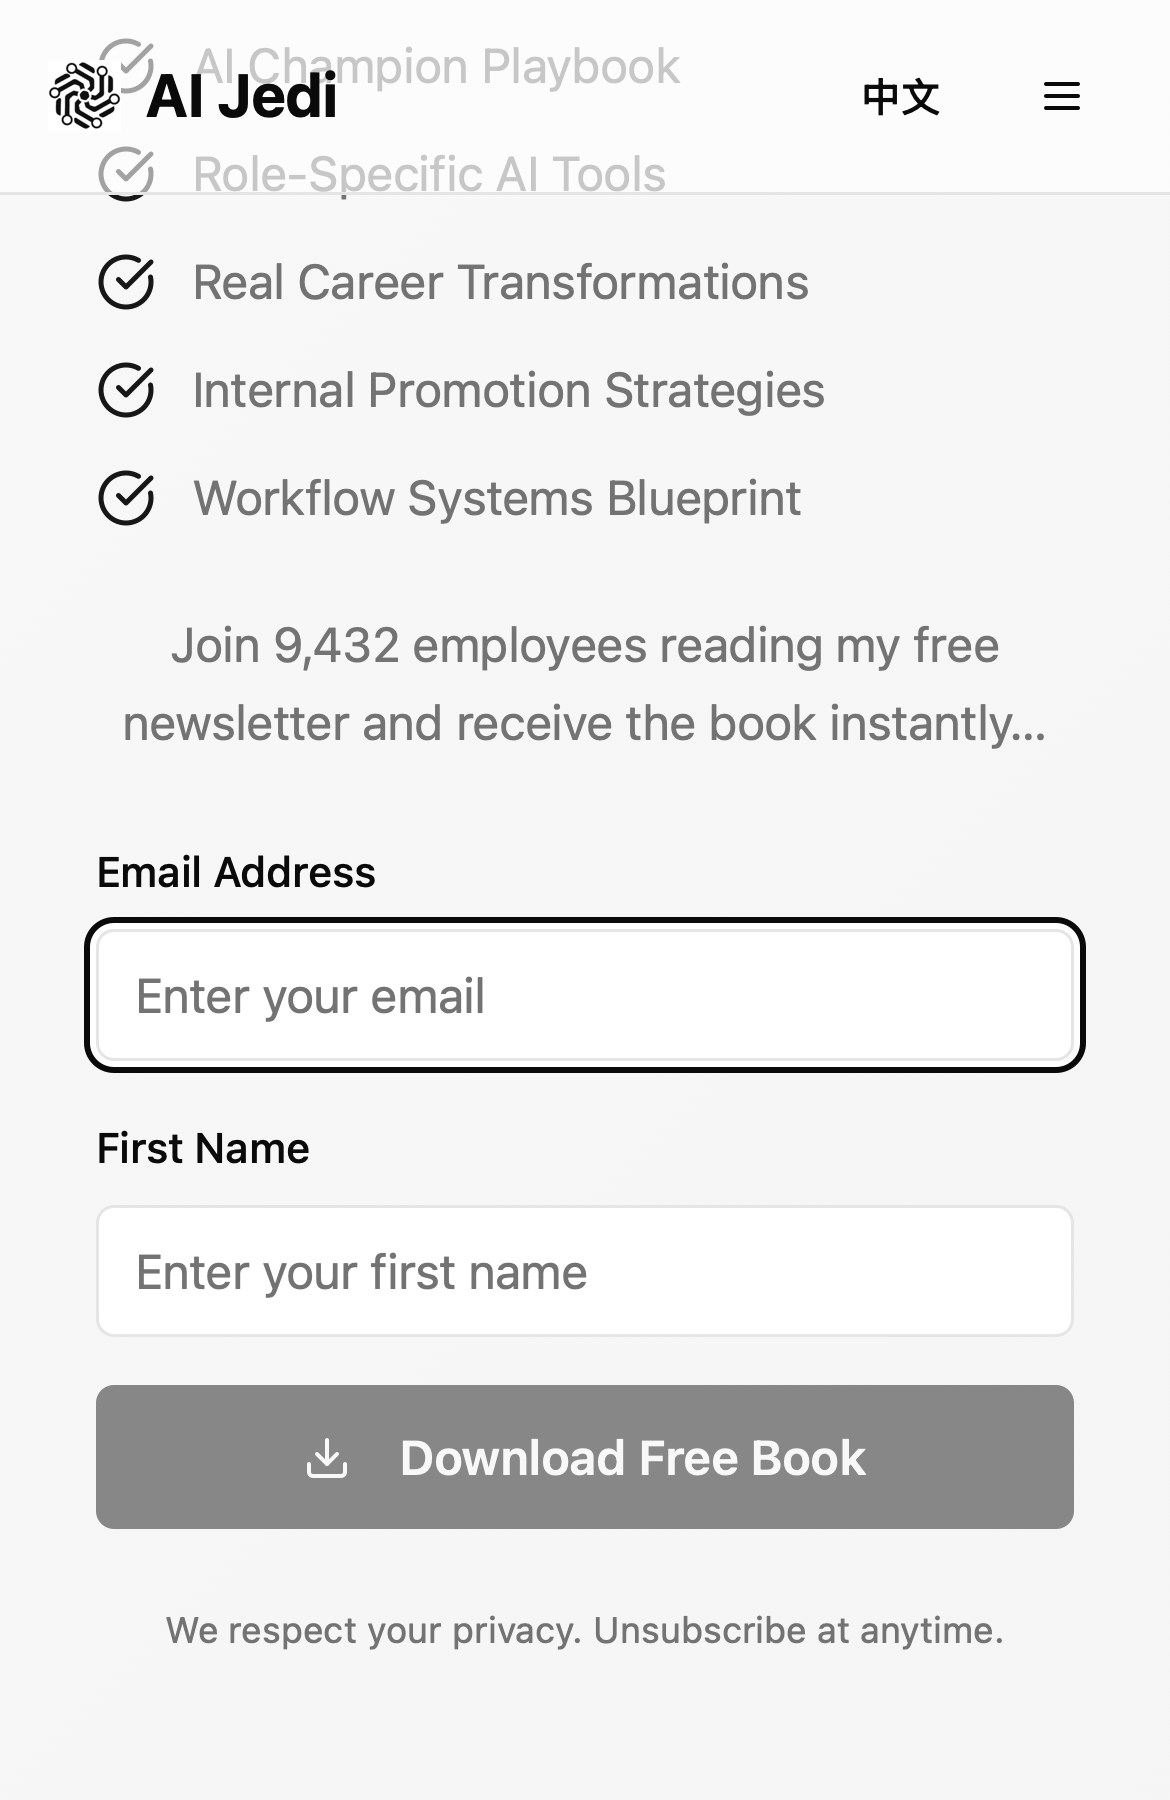 AI Champion Playbook
AI Jedi
中文
Role-Specific AI Tools
Real Career Transformations
Internal Promotion Strategies
Workflow Systems Blueprint
Join 9,432 employees reading my free
newsletter and receive the book instantly...
Email Address
Enter your email
First Name
Enter your first name
Download Free Book
We respect your privacy. Unsubscribe at anytime.